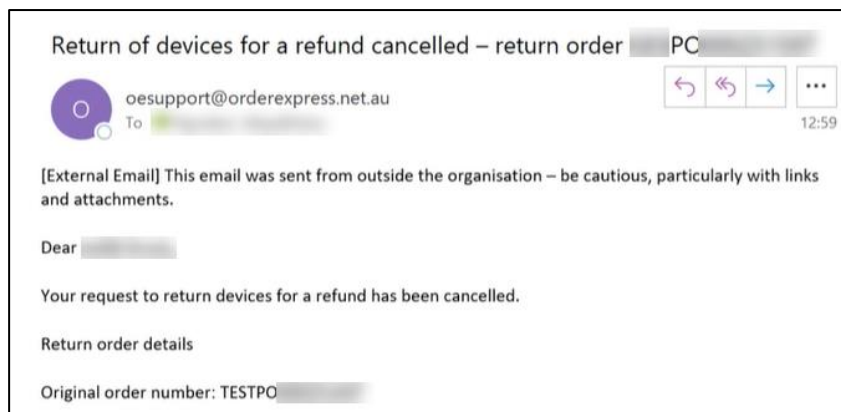 Return of devices for a refund cancelled – return order PO
O
oesupport@orderexpress.net.au
To
12:59
[External Email] This email was sent from outside the organisation – be cautious, particularly with links
and attachments.
Dear
Your request to return devices for a refund has been cancelled.
Return order details
Original order number: TESTPO